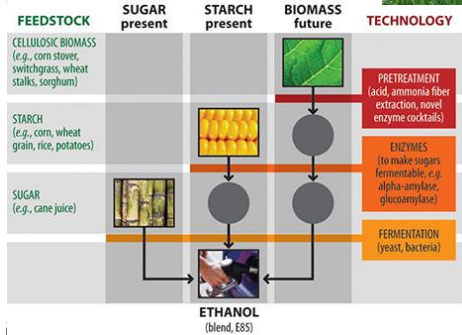 FEEDSTOCK
SUGAR
present
STARCH
present
BIOMASS
future
TECHNOLOGY
CELLULOSIC BIOMASS
(e.g., corn stover,
switchgrass, wheat
stalks, sorghum)
PRETREATMENT
(acid, ammonia fiber
extraction, novel
enzyme cocktails)
STARCH
(e.g., corn, wheat
grain, rice, potatoes)
ENZYMES
(to make sugars
fermentable, e.g.
alpha-amylase,
glucoamylase)
SUGAR
(e.g., cane juice)
FERMENTATION
(yeast, bacteria)
ETHANOL
(blend, E85)